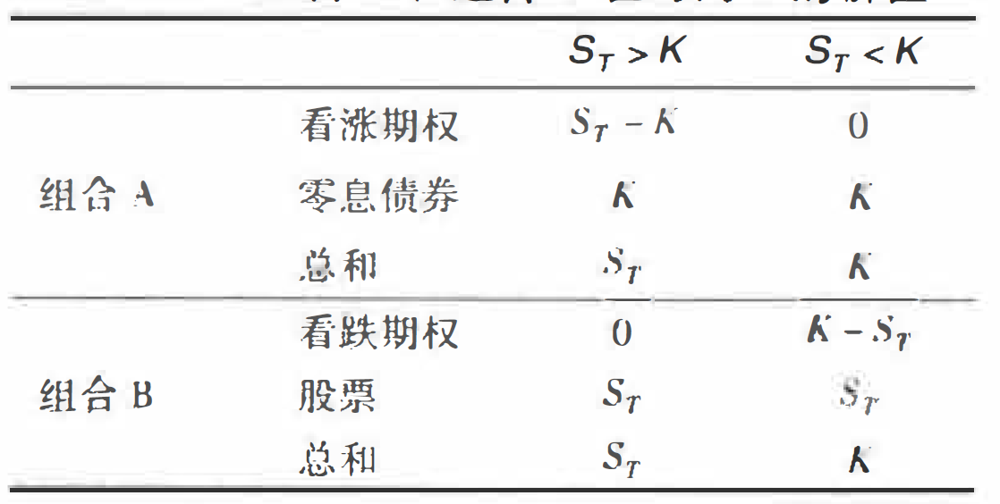 S_T > K S_T < K
看涨期权 S_T - K 0
组合 A 零息债券 K K
总和 S_T K
看跌期权 0 K - S_T
组合 B 股票 S_T S_T
总和 S_T K